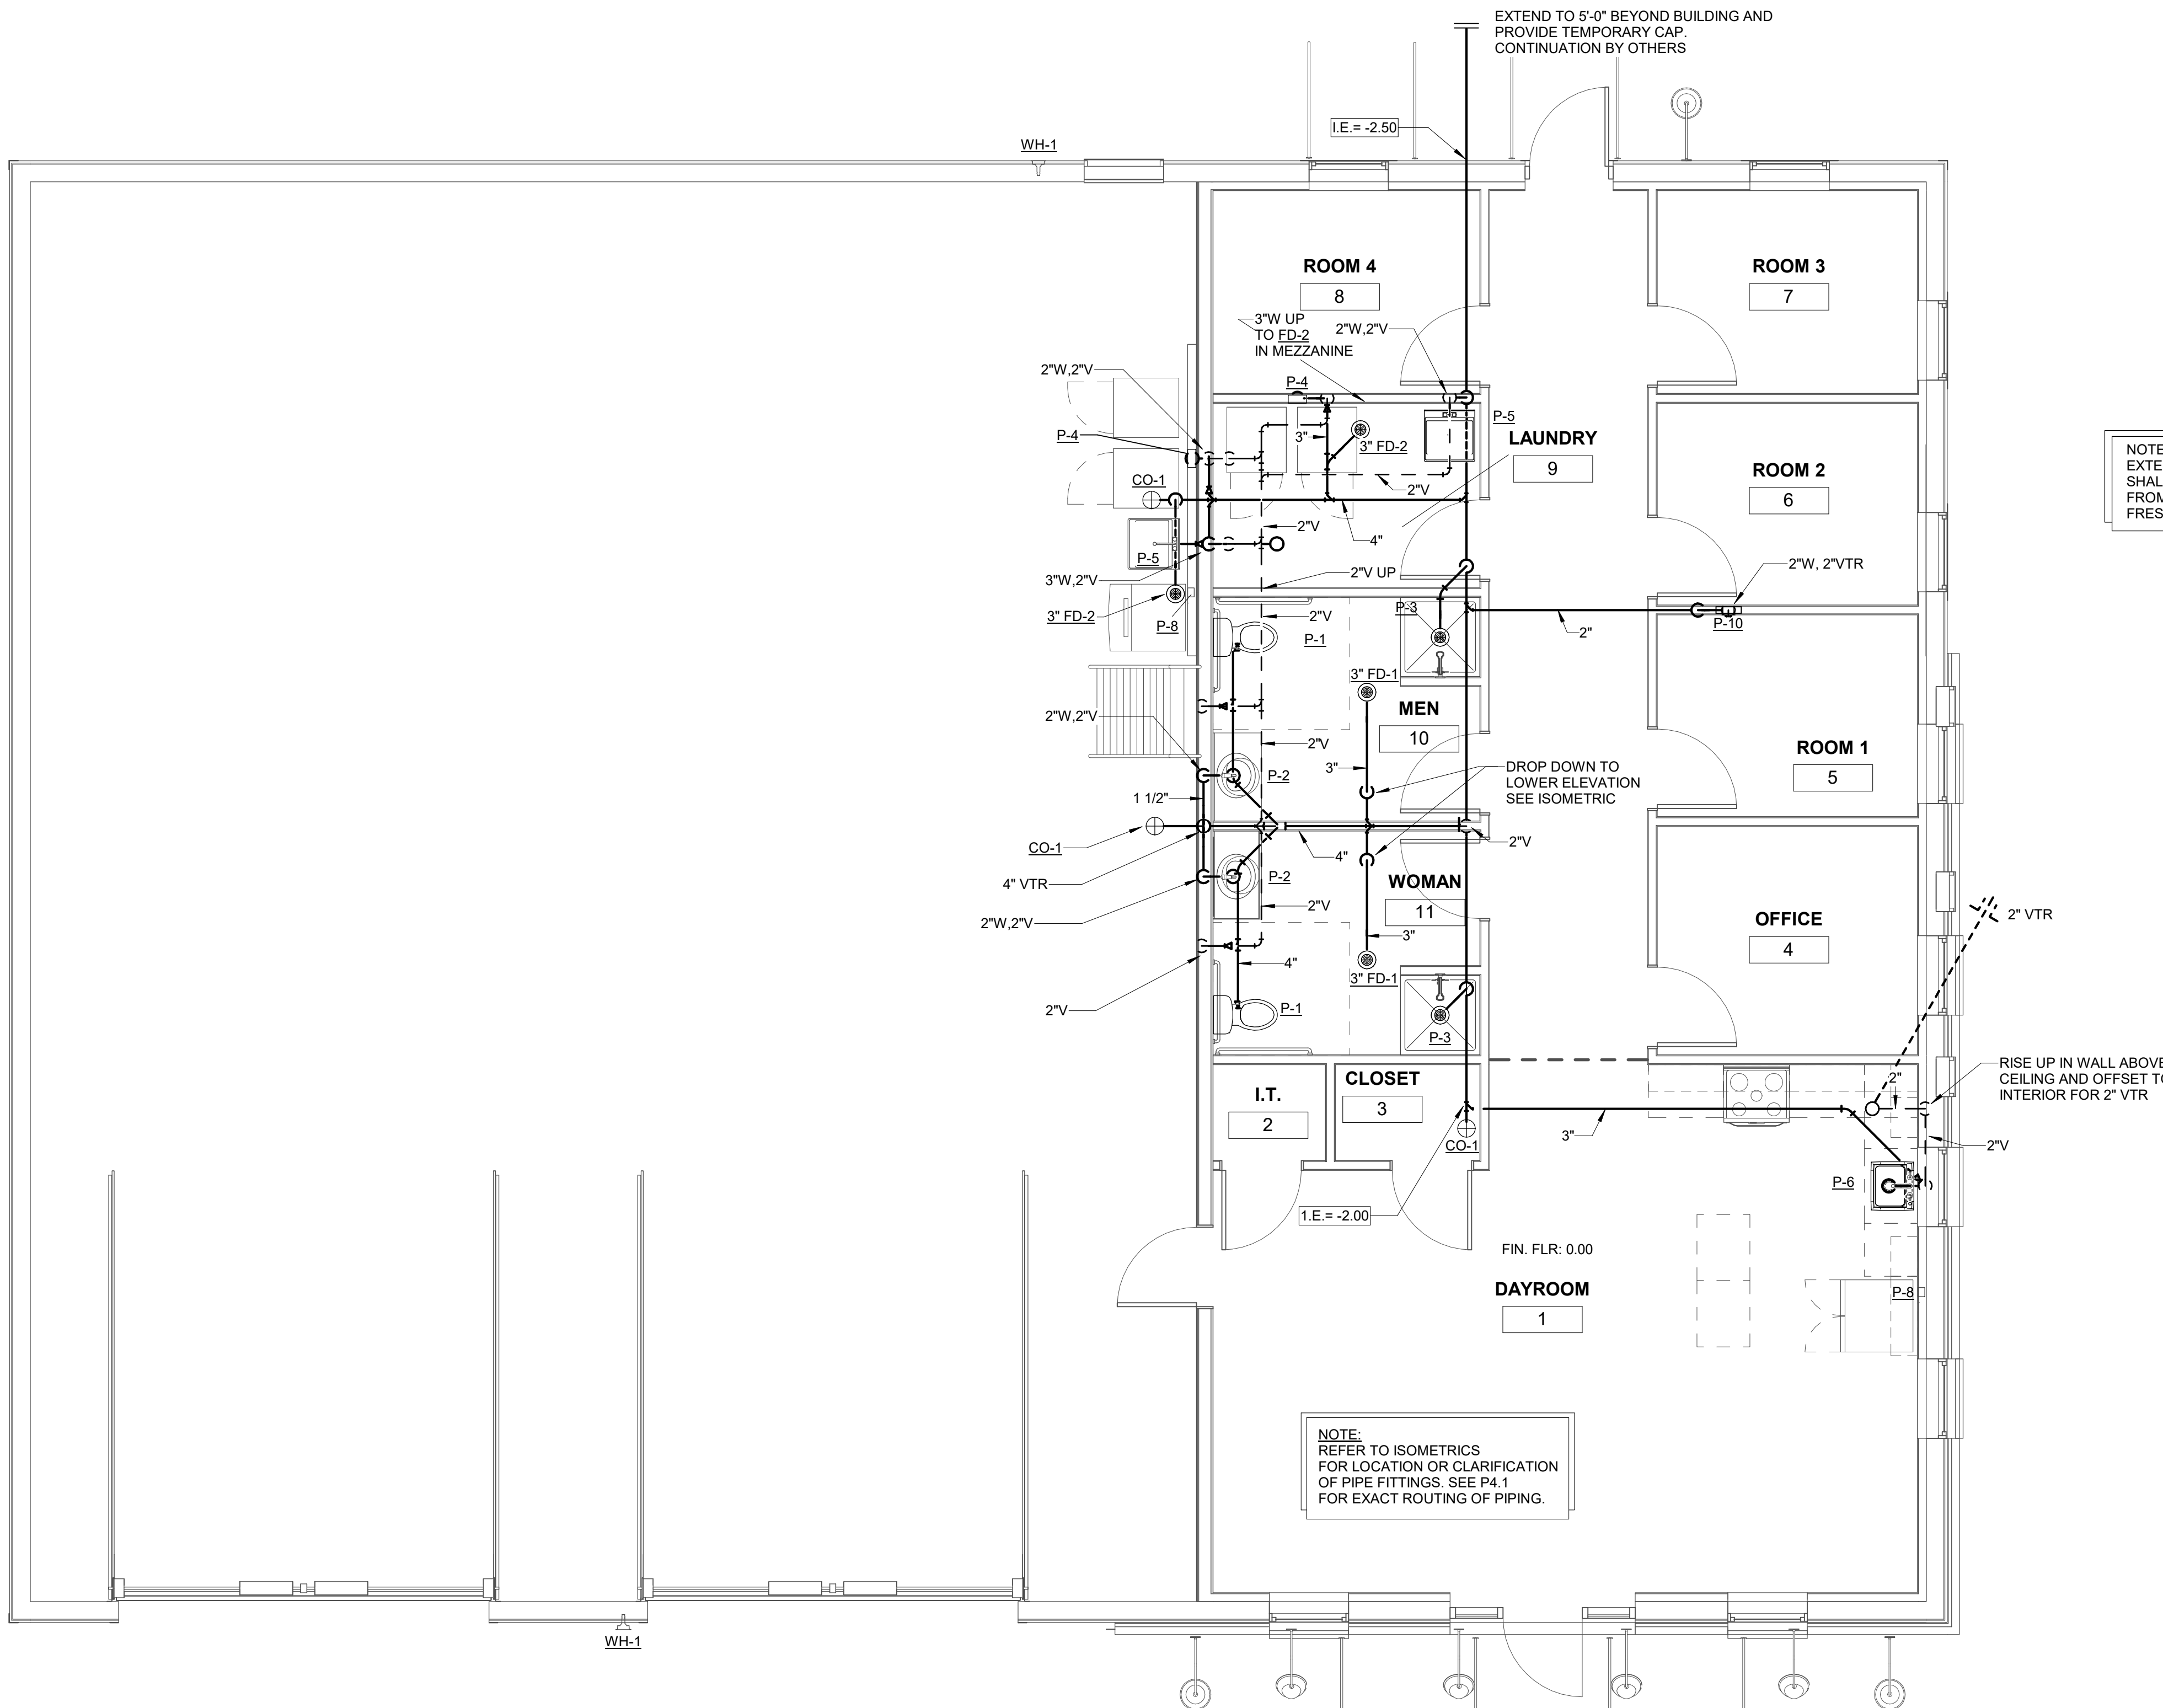 EXTEND TO 5'-0" BEYOND BUILDING AND
PROVIDE TEMPORARY CAP.
CONTINUATION BY OTHERS
I.E.= -2.50
WH-1
ROOM 4
8
ROOM 3
7
3"W UP
TO FD-2
IN MEZZANINE
2"W,2"V
2"W,2"V
P-4
P-4
P-5
LAUNDRY
9
3"
3" FD-2
ROOM 2
6
NOTE
EXTE
SHAL
FROM
FRES
CO-1
2"V
2"V
4"
P-5
3"W,2"V
2"V UP
2"W, 2"VTR
3" FD-2
P-8
2"V
P-1
P-3
2"
P-10
3" FD-1
MEN
10
2"W,2"V
2"V
ROOM 1
5
3"
P-2
DROP DOWN TO
LOWER ELEVATION
SEE ISOMETRIC
1 1/2"
CO-1
4"
2"V
4" VTR
P-2
WOMAN
11
2"V
2"W,2"V
OFFICE
4
2" VTR
3"
4"
3" FD-1
2"V
P-1
P-3
RISE UP IN WALL ABOVE
CEILING AND OFFSET TO
INTERIOR FOR 2" VTR
2"
I.T.
2
CLOSET
3
3"
CO-1
2"V
P-6
1.E.= -2.00
FIN. FLR: 0.00
DAYROOM
1
P-8
NOTE:
REFER TO ISOMETRICS
FOR LOCATION OR CLARIFICATION
OF PIPE FITTINGS. SEE P4.1
FOR EXACT ROUTING OF PIPING.
WH-1